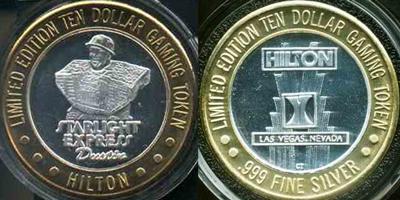 LIMITED EDITION TEN DOLLAR GAMING TOKEN
STARLIGHT
EXPRESS
HILTON
LIMITED EDITION TEN DOLLAR GAMING TOKEN
HILTON
LAS VEGAS, NEVADA
CT
.999 FINE SILVER